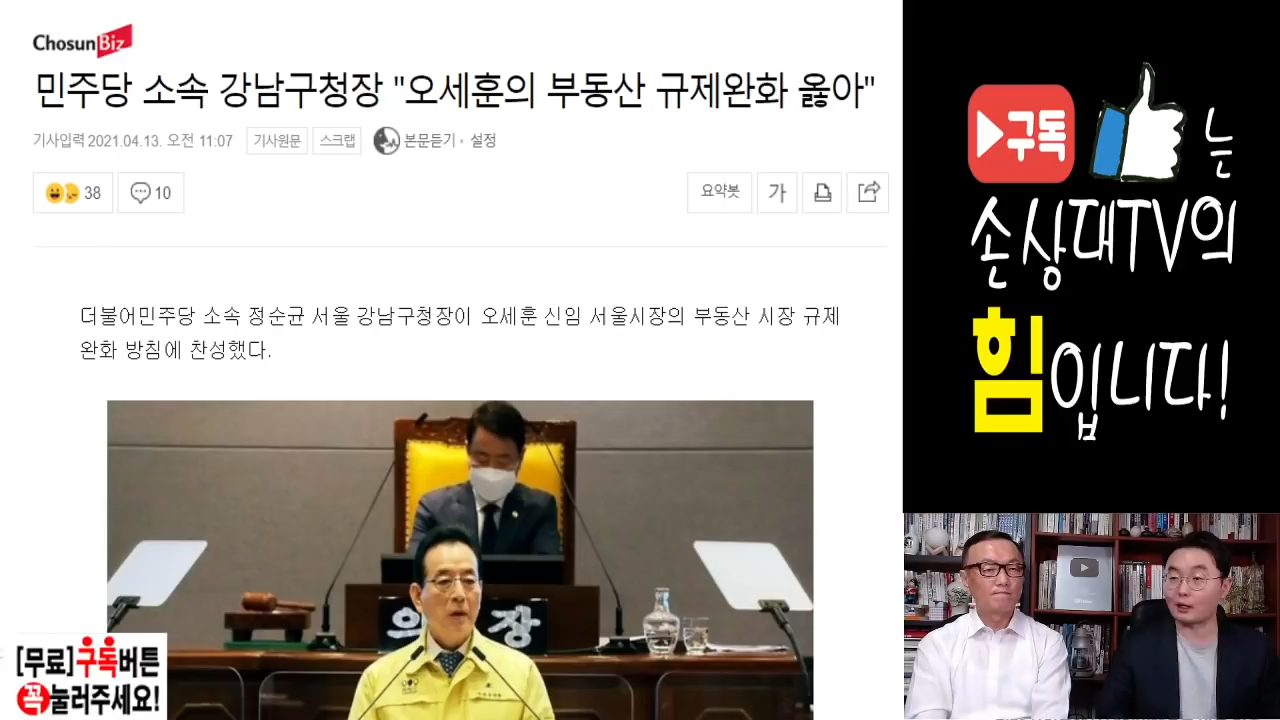 ChosunBiz
민주당 소속 강남구청장 "오세훈의 부동산 규제완화 옳아"
기사입력 2021.04.13. 오전 11:07 기사원문 스크랩 본문듣기 · 설정
38 10 요약봇 가
더불어민주당 소속 정순균 서울 강남구청장이 오세훈 신임 서울시장의 부동산 시장 규제
완화 방침에 찬성했다.
의 장
[무료]구독버튼
꼭눌러주세요!
구독 는
손상대TV의
힘입니다!